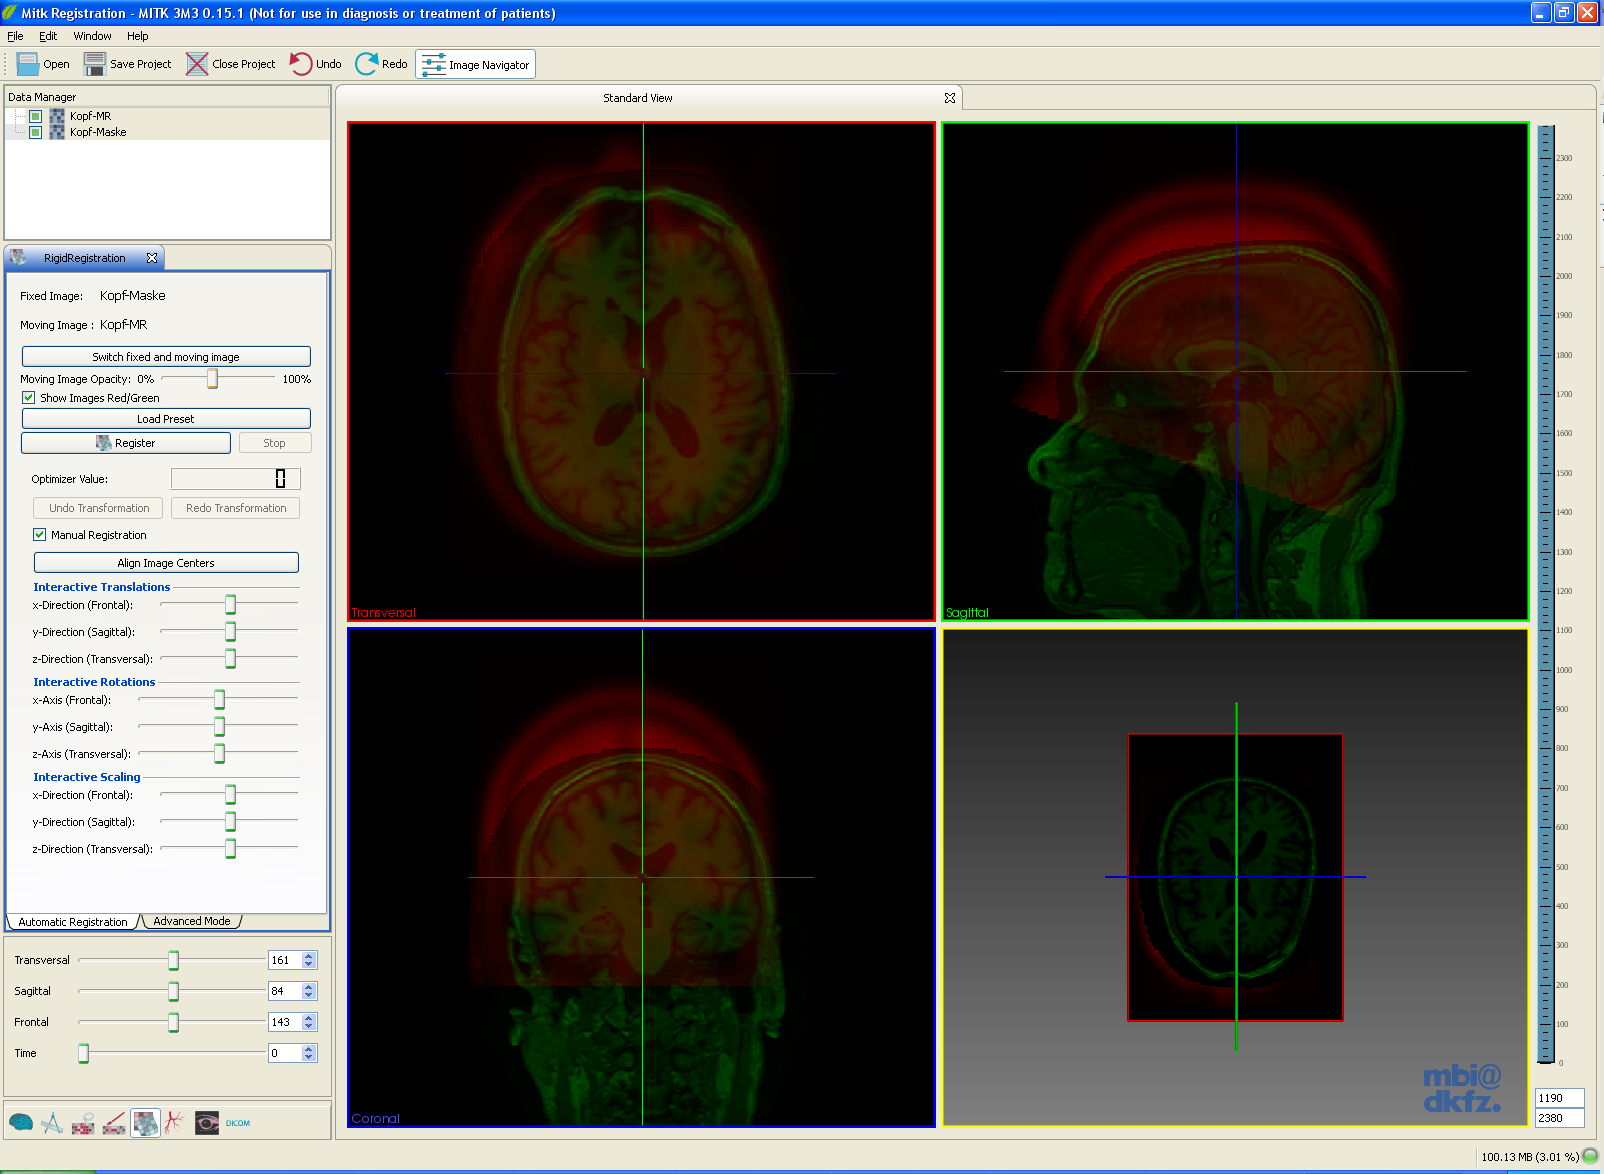 Mitk Registration - MITK 3M3 0.15.1 (Not for use in diagnosis or treatment of patients)
File Edit Window Help
Open Save Project Close Project Undo Redo Image Navigator
Data Manager
Kopf-MR
Kopf-Maske
RigidRegistration
Fixed Image: Kopf-Maske
Moving Image : Kopf-MR
Switch fixed and moving image
Moving Image Opacity: 0% 100%
Show Images Red/Green
Load Preset
Register Stop
Optimizer Value: 0
Undo Transformation Redo Transformation
Manual Registration
Align Image Centers
Interactive Translations
x-Direction (Frontal):
y-Direction (Sagittal):
z-Direction (Transversal):
Interactive Rotations
x-Axis (Frontal):
y-Axis (Sagittal):
z-Axis (Transversal):
Interactive Scaling
x-Direction (Frontal):
y-Direction (Sagittal):
z-Direction (Transversal):
Automatic Registration Advanced Mode
Transversal 161
Sagittal 84
Frontal 143
Time 0
DICOM
Standard View
Transversal
Sagittal
Coronal
mbi@
dkfz.
2300
2200
2100
2000
1900
1800
1700
1600
1500
1400
1300
1200
1100
1000
900
800
700
600
500
400
300
200
100
0
1190
2380
100.13 MB (3.01 %)